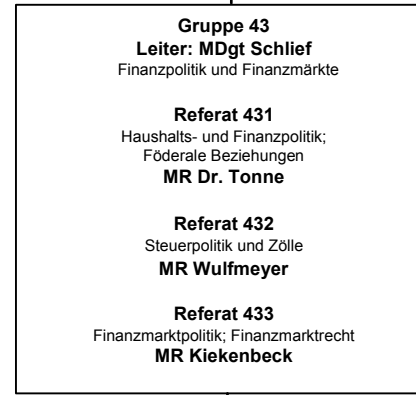 Gruppe 43
Leiter: MDgt Schlief
Finanzpolitik und Finanzmärkte
Referat 431
Haushalts- und Finanzpolitik;
Föderale Beziehungen
MR Dr. Tonne
Referat 432
Steuerpolitik und Zölle
MR Wulfmeyer
Referat 433
Finanzmarktpolitik; Finanzmarktrecht
MR Kiekenbeck